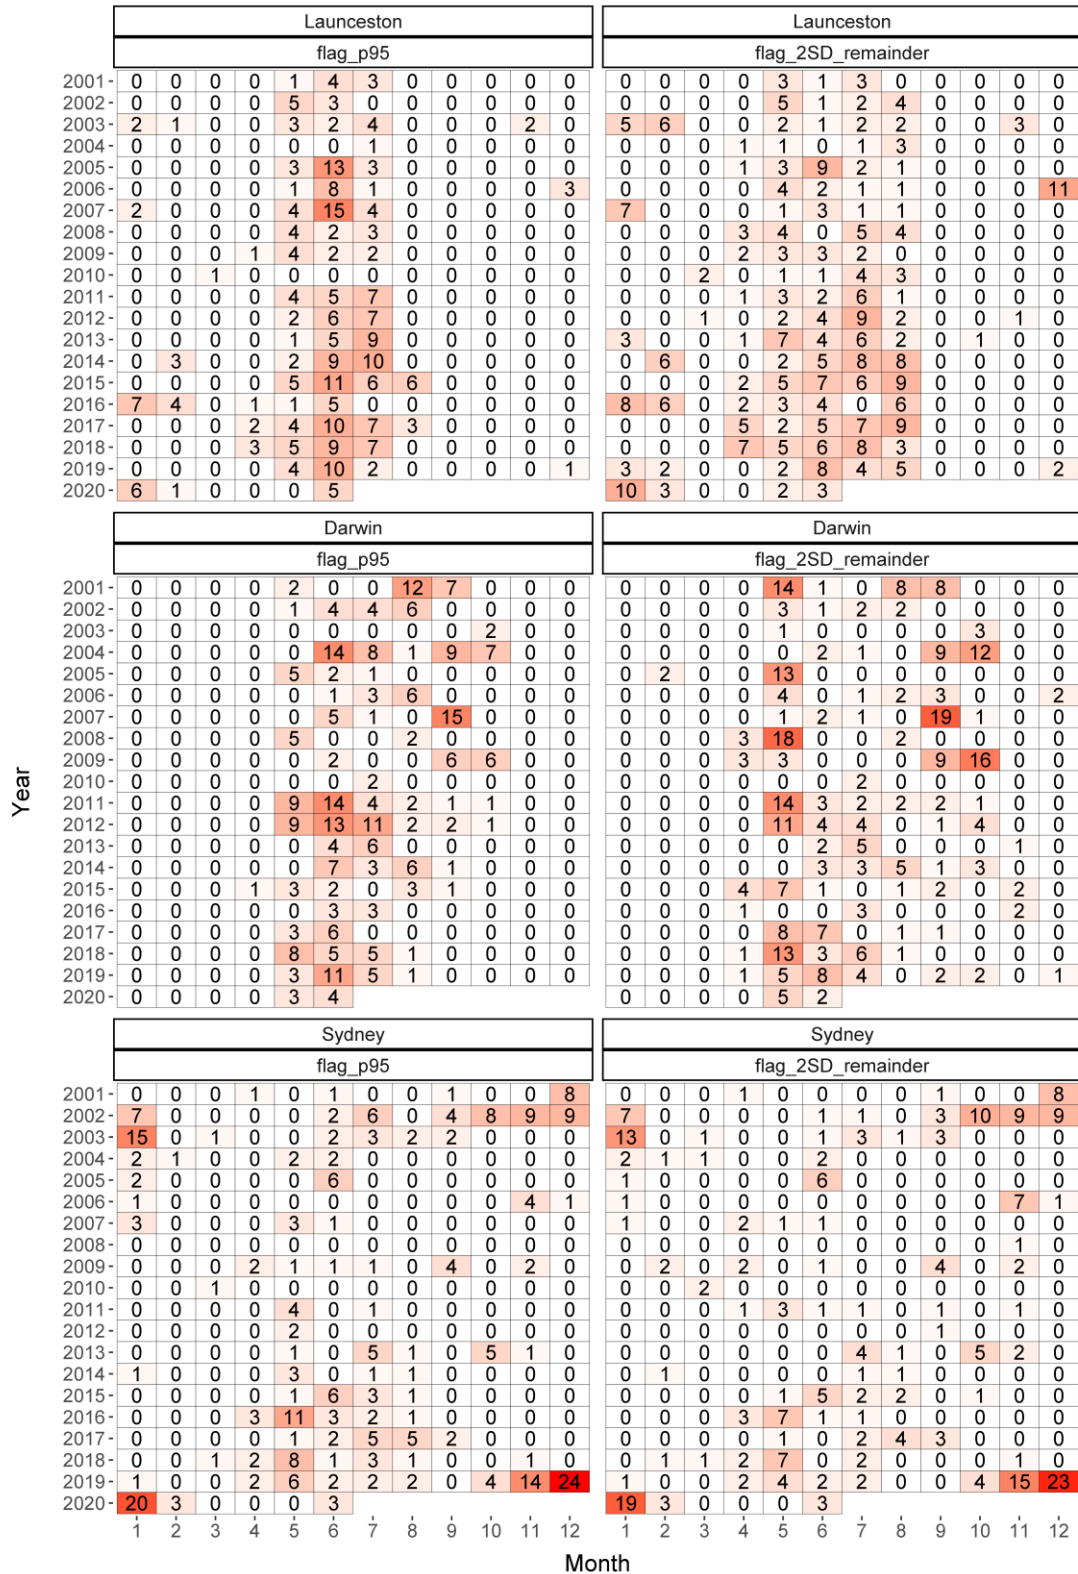 Launceston Launceston
flag_p95 flag_2SD_remainder
2001 0 0 0 0 1 4 3 0 0 0 0 0 0 0 0 0 3 1 3 0 0 0 0 0
2002 0 0 0 0 5 3 0 0 0 0 0 0 0 0 0 0 5 1 2 4 0 0 0 0
2003 2 1 0 0 3 2 4 0 0 0 2 0 5 6 0 0 2 1 2 2 0 0 3 0
2004 0 0 0 0 0 0 1 0 0 0 0 0 0 0 0 1 1 0 1 3 0 0 0 0
2005 0 0 0 0 3 13 3 0 0 0 0 0 0 0 0 1 3 9 2 1 0 0 0 0
2006 0 0 0 0 1 8 1 0 0 0 0 3 0 0 0 0 4 2 1 1 0 0 0 11
2007 2 0 0 0 4 15 4 0 0 0 0 0 7 0 0 0 1 3 1 1 0 0 0 0
2008 0 0 0 0 4 2 3 0 0 0 0 0 0 0 0 3 4 0 5 4 0 0 0 0
2009 0 0 0 1 4 2 2 0 0 0 0 0 0 0 0 2 3 3 2 0 0 0 0 0
2010 0 0 1 0 0 0 0 0 0 0 0 0 0 0 2 0 1 1 4 3 0 0 0 0
2011 0 0 0 0 4 5 7 0 0 0 0 0 0 0 0 1 3 2 6 1 0 0 0 0
2012 0 0 0 0 2 6 7 0 0 0 0 0 0 0 1 0 2 4 9 2 0 0 1 0
2013 0 0 0 0 1 5 9 0 0 0 0 0 3 0 0 1 7 4 6 2 0 1 0 0
2014 0 3 0 0 2 9 10 0 0 0 0 0 0 6 0 0 2 5 8 8 0 0 0 0
2015 0 0 0 0 5 11 6 6 0 0 0 0 0 0 0 2 5 7 6 9 0 0 0 0
2016 7 4 0 1 1 5 0 0 0 0 0 0 8 6 0 2 3 4 0 6 0 0 0 0
2017 0 0 0 2 4 10 7 3 0 0 0 0 0 0 0 5 2 5 7 9 0 0 0 0
2018 0 0 0 3 5 9 7 0 0 0 0 0 0 0 0 7 5 6 8 3 0 0 0 0
2019 0 0 0 0 4 10 2 0 0 0 0 1 3 2 0 0 2 8 4 5 0 0 0 2
2020 6 1 0 0 0 5 10 3 0 0 2 3
Darwin Darwin
flag_p95 flag_2SD_remainder
2001 0 0 0 0 2 0 0 12 7 0 0 0 0 0 0 0 14 1 0 8 8 0 0 0
2002 0 0 0 0 1 4 4 6 0 0 0 0 0 0 0 0 3 1 2 2 0 0 0 0
2003 0 0 0 0 0 0 0 0 0 2 0 0 0 0 0 0 1 0 0 0 0 3 0 0
2004 0 0 0 0 0 14 8 1 9 7 0 0 0 0 0 0 0 2 1 0 9 12 0 0
2005 0 0 0 0 5 2 1 0 0 0 0 0 0 2 0 0 13 0 0 0 0 0 0 0
2006 0 0 0 0 0 1 3 6 0 0 0 0 0 0 0 0 4 0 1 2 3 0 0 2
2007 0 0 0 0 0 5 1 0 15 0 0 0 0 0 0 0 1 2 1 0 19 1 0 0
2008 0 0 0 0 5 0 0 2 0 0 0 0 0 0 0 3 18 0 0 2 0 0 0 0
2009 0 0 0 0 0 2 0 0 6 6 0 0 0 0 0 3 3 0 0 0 9 16 0 0
2010 0 0 0 0 0 0 2 0 0 0 0 0 0 0 0 0 0 0 2 0 0 0 0 0
2011 0 0 0 0 9 14 4 2 1 1 0 0 0 0 0 0 14 3 2 2 2 1 0 0
2012 0 0 0 0 9 13 11 2 2 1 0 0 0 0 0 0 11 4 4 0 1 4 0 0
2013 0 0 0 0 0 4 6 0 0 0 0 0 0 0 0 0 0 2 5 0 0 0 1 0
2014 0 0 0 0 0 7 3 6 1 0 0 0 0 0 0 0 0 3 3 5 1 3 0 0
2015 0 0 0 1 3 2 0 3 1 0 0 0 0 0 0 4 7 1 0 1 2 0 2 0
2016 0 0 0 0 0 3 3 0 0 0 0 0 0 0 0 1 0 0 3 0 0 0 2 0
2017 0 0 0 0 3 6 0 0 0 0 0 0 0 0 0 0 8 7 0 1 1 0 0 0
2018 0 0 0 0 8 5 5 1 0 0 0 0 0 0 0 1 13 3 6 1 0 0 0 0
2019 0 0 0 0 3 11 5 1 0 0 0 0 0 0 0 1 5 8 4 0 2 2 0 1
2020 0 0 0 0 3 4 0 0 0 0 5 2
Sydney Sydney
flag_p95 flag_2SD_remainder
2001 0 0 0 1 0 1 0 0 1 0 0 8 0 0 0 1 0 0 0 0 1 0 0 8
2002 7 0 0 0 0 2 6 0 4 8 9 9 7 0 0 0 0 1 1 0 3 10 9 9
2003 15 0 1 0 0 2 3 2 2 0 0 0 13 0 1 0 0 1 3 1 3 0 0 0
2004 2 1 0 0 2 2 0 0 0 0 0 0 2 1 1 0 0 2 0 0 0 0 0 0
2005 2 0 0 0 0 6 0 0 0 0 0 0 1 0 0 0 0 6 0 0 0 0 0 0
2006 1 0 0 0 0 0 0 0 0 0 4 1 1 0 0 0 0 0 0 0 0 0 7 1
2007 3 0 0 0 3 1 0 0 0 0 0 0 1 0 0 2 1 1 0 0 0 0 0 0
2008 0 0 0 0 0 0 0 0 0 0 0 0 0 0 0 0 0 0 0 0 0 0 1 0
2009 0 0 0 2 1 1 1 0 4 0 2 0 0 2 0 2 0 1 0 0 4 0 2 0
2010 0 0 1 0 0 0 0 0 0 0 0 0 0 0 2 0 0 0 0 0 0 0 0 0
2011 0 0 0 0 4 0 1 0 0 0 0 0 0 0 0 1 3 1 1 0 1 0 1 0
2012 0 0 0 0 2 0 0 0 0 0 0 0 0 0 0 0 0 0 0 0 1 0 0 0
2013 0 0 0 0 1 0 5 1 0 5 1 0 0 0 0 0 0 0 4 1 0 5 2 0
2014 1 0 0 0 3 0 1 1 0 0 0 0 0 1 0 0 0 0 1 1 0 0 0 0
2015 0 0 0 0 1 6 3 1 0 0 0 0 0 0 0 0 1 5 2 2 0 1 0 0
2016 0 0 0 3 11 3 2 1 0 0 0 0 0 0 0 3 7 1 1 0 0 0 0 0
2017 0 0 0 0 1 2 5 5 2 0 0 0 0 0 0 0 1 0 2 4 3 0 0 0
2018 0 0 1 2 8 1 3 1 0 0 1 0 0 1 1 2 7 0 2 0 0 0 1 0
2019 1 0 0 2 6 2 2 2 0 4 14 24 1 0 0 2 4 2 2 0 0 4 15 23
2020 20 3 0 0 0 3 19 3 0 0 0 3
1 2 3 4 5 6 7 8 9 10 11 12 1 2 3 4 5 6 7 8 9 10 11 12
Month
Year